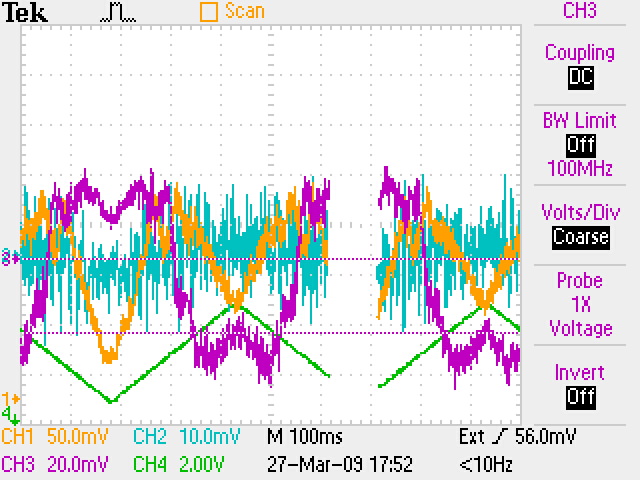 Tek Scan CH3
Coupling
DC
BW Limit
Off
100MHz
Volts/Div
Coarse
Probe
1X
Voltage
Invert
Off
1
4
CH1 50.0mV CH2 10.0mV M 100ms Ext 56.0mV
CH3 20.0mV CH4 2.00V 27-Mar-09 17:52 <10Hz